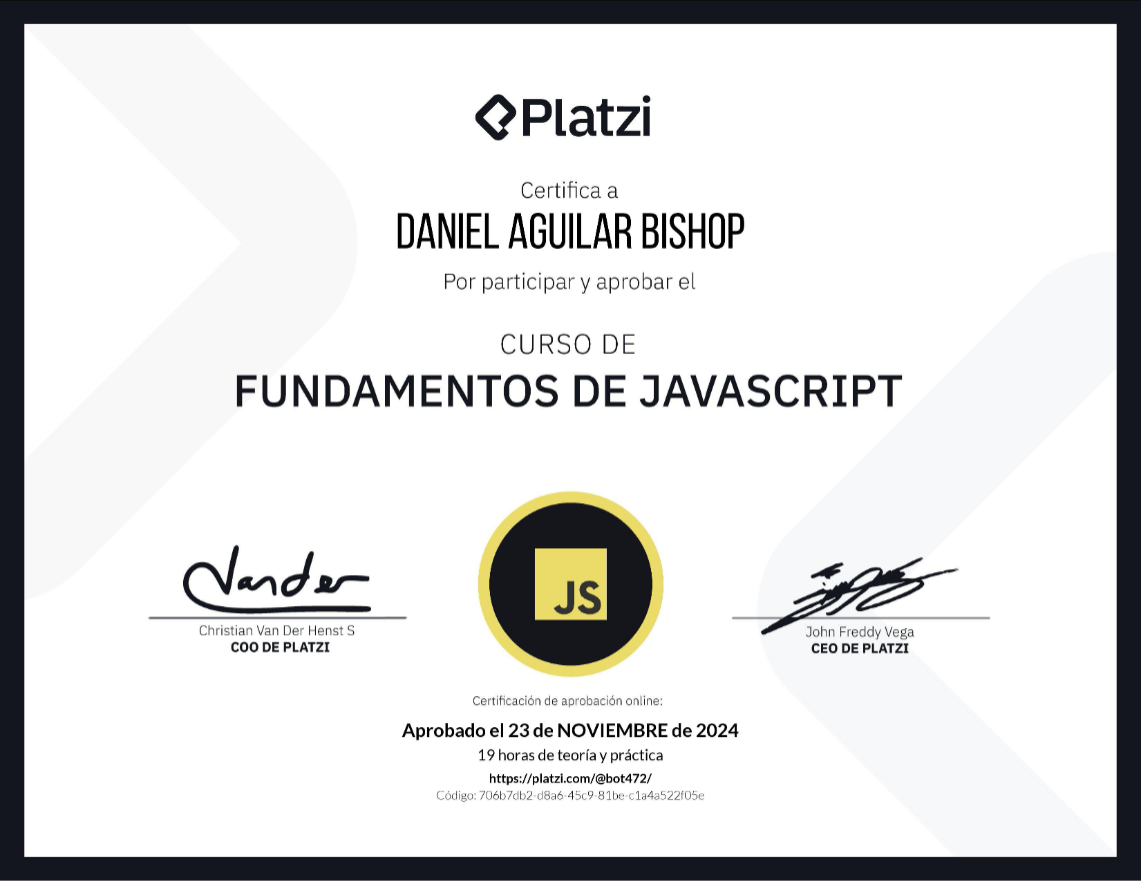 Platzi
Certifica a
DANIEL AGUILAR BISHOP
Por participar y aprobar el
CURSO DE
FUNDAMENTOS DE JAVASCRIPT
Vander
JS
Christian Van Der Henst S
COO DE PLATZI
John Freddy Vega
CEO DE PLATZI
Certificación de aprobación online:
Aprobado el 23 de NOVIEMBRE de 2024
19 horas de teoría y práctica
https://platzi.com/@bot472/
Código: 706b7db2-d8a6-45c9-81be-c1a4a522f05e